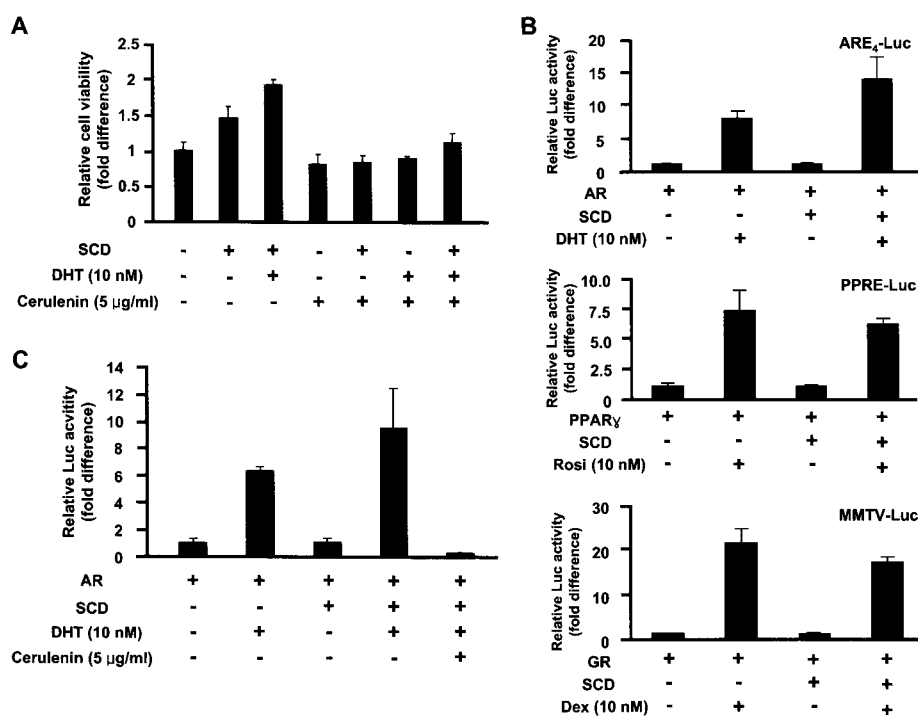 A
Relative cell viability
(fold difference)
2.5
2
1.5
1
0.5
0
SCD - + + - + - +
DHT (10 nM) - - + - - + +
Cerulenin (5 µg/ml) - - - + + + +
B
ARE4-Luc
Relative Luc activity
(fold difference)
20
15
10
5
0
AR + + + +
SCD - - + +
DHT (10 nM) - + - +
PPRE-Luc
Relative Luc activity
(fold difference)
10.0
7.5
5.0
2.5
0
PPARγ + + + +
SCD - - + +
Rosi (10 nM) - + - +
MMTV-Luc
Relative Luc activity
(fold difference)
30
20
10
0
GR + + + +
SCD - - + +
Dex (10 nM) - + - +
C
Relative Luc acvitity
(fold difference)
14
12
10
8
6
4
2
0
AR + + + + +
SCD - - + + +
DHT (10 nM) - + - + +
Cerulenin (5 µg/ml) - - - - +